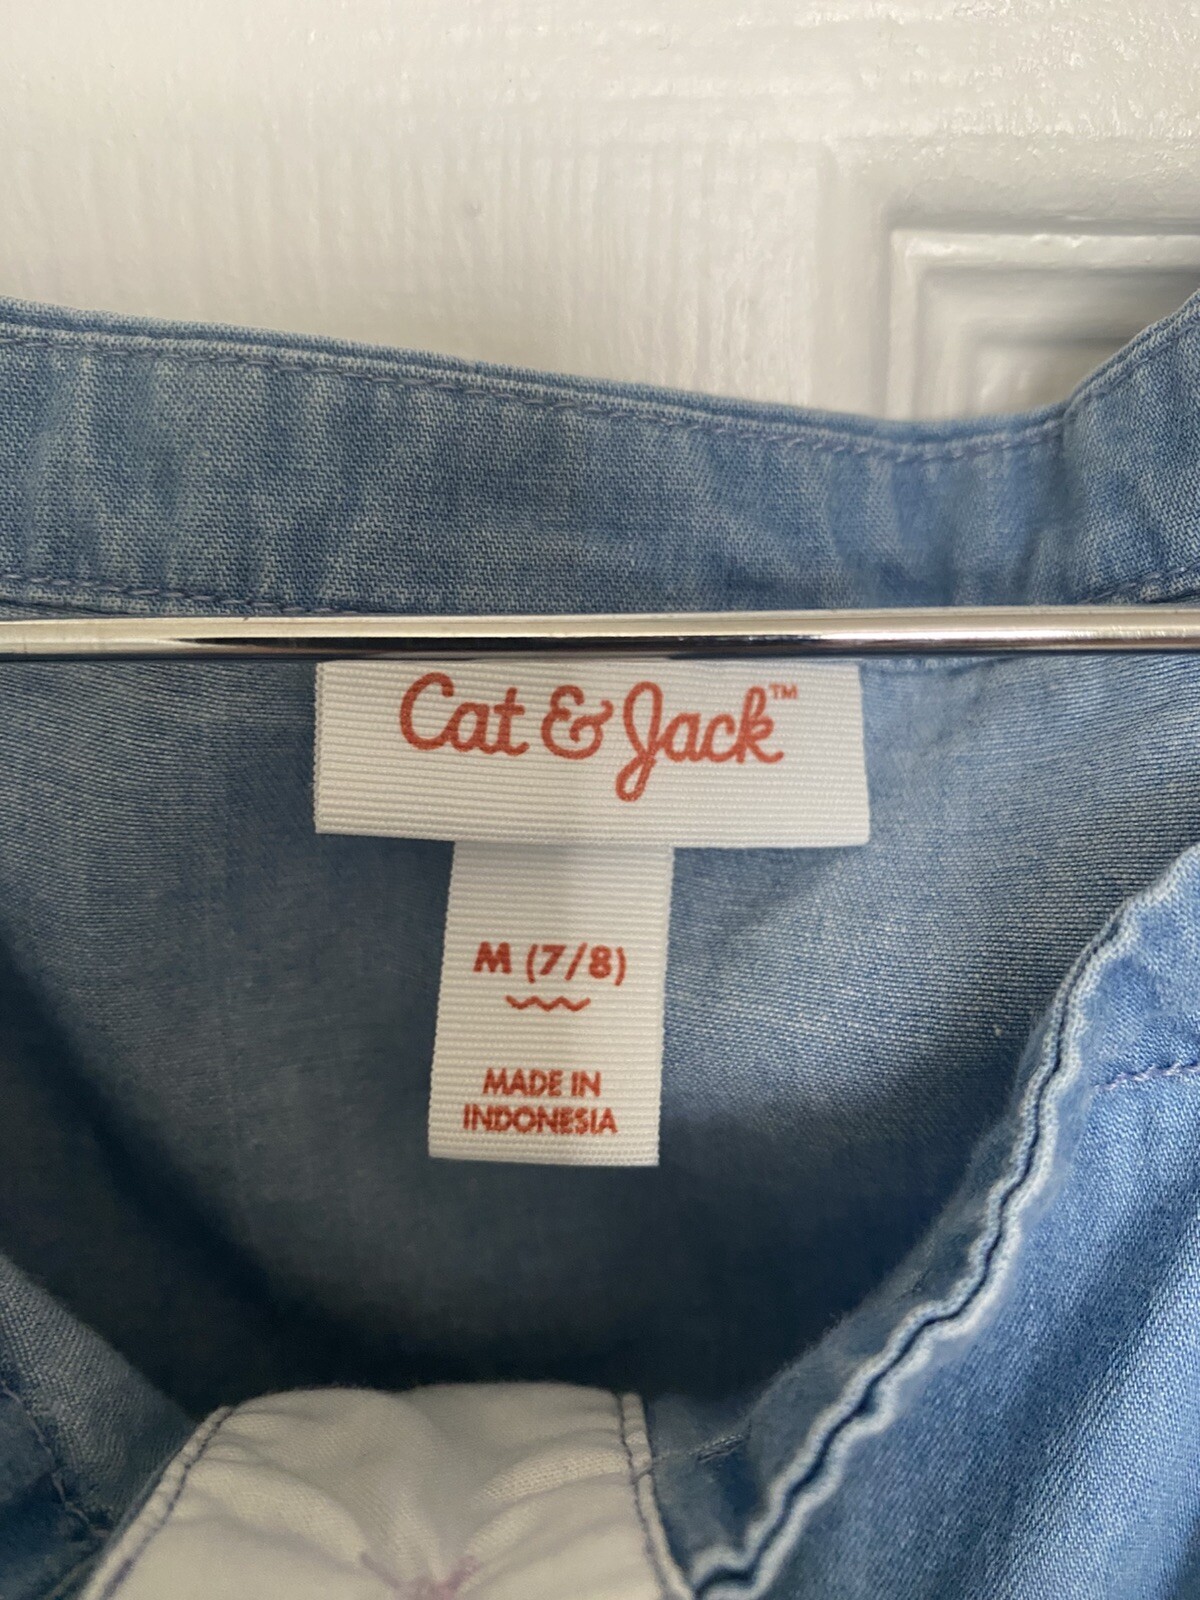 Cat & Jack™
M (7/8)
MADE IN
INDONESIA